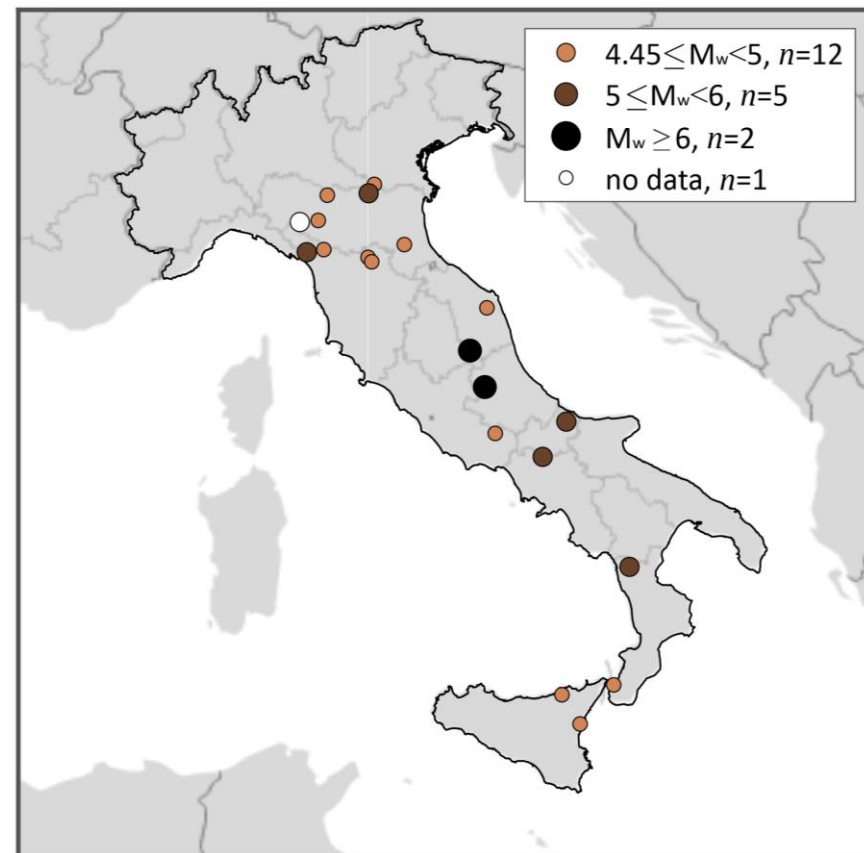 4.45≤Mw<5, n=12
5≤Mw<6, n=5
Mw ≥6, n=2
no data, n=1